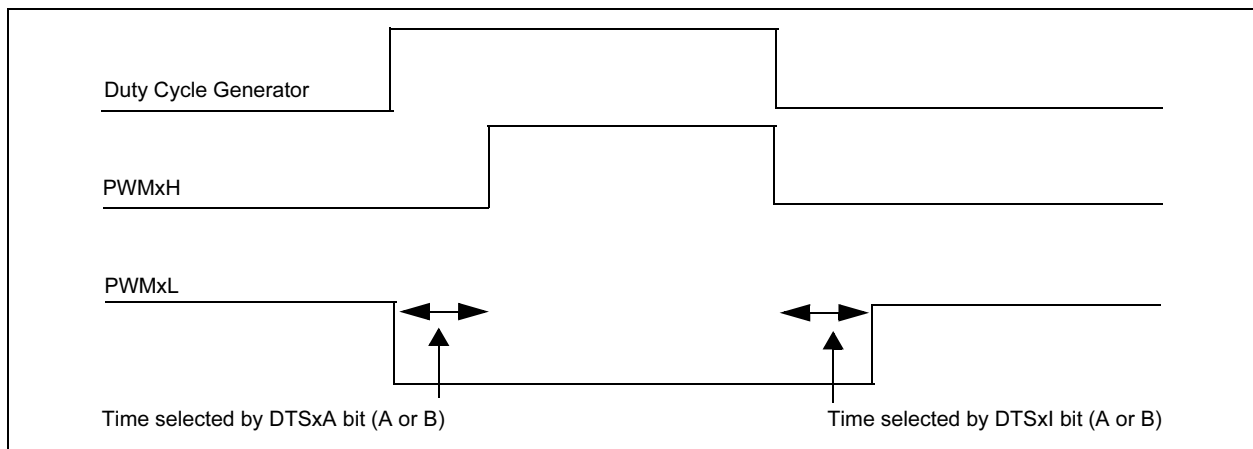 Duty Cycle Generator
PWMxH
PWMxL
Time selected by DTSxA bit (A or B)
Time selected by DTSxI bit (A or B)